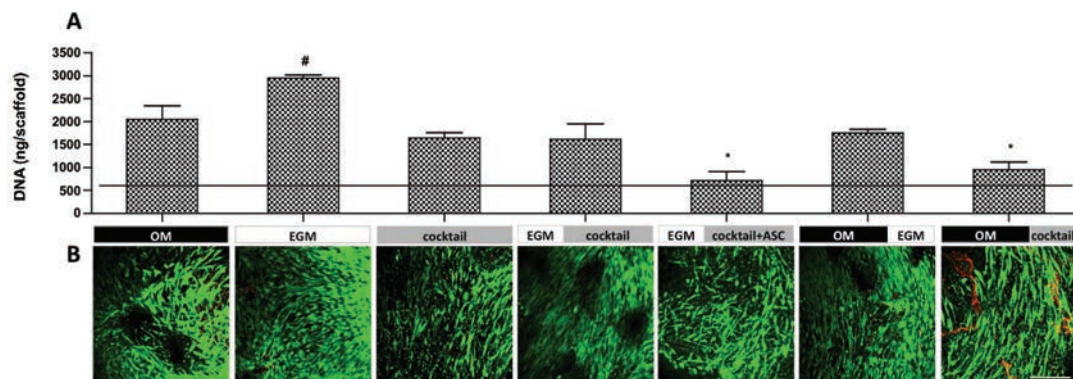 A
DNA (ng/scaffold)
3500
3000
2500
2000
1500
1000
500
0
#
*
*
OM
EGM
cocktail
EGM cocktail
EGM cocktail+ASC
OM EGM
OM cocktail
B